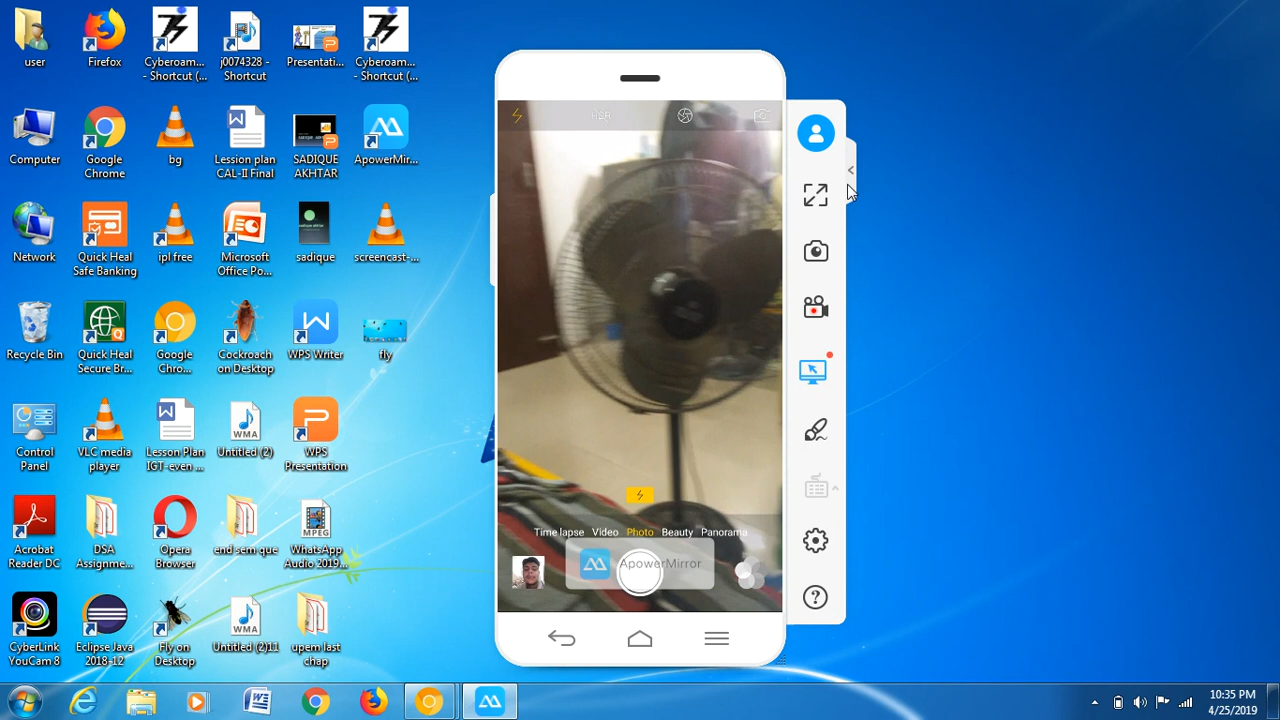 user
Firefox
Cyberoam...
- Shortcut (...
j0074328 -
Shortcut
Presentati...
Cyberoam...
- Shortcut (...
Computer
Google
Chrome
bg
Lession plan
CAL-II Final
SADIQUE
AKHTAR
ApowerMir...
Network
Quick Heal
Safe Banking
ipl free
Microsoft
Office Po...
sadique
screencast-...
Recycle Bin
Quick Heal
Secure Br...
Google
Chro...
Cockroach
on Desktop
WPS Writer
fly
Control
Panel
VLC media
player
Lesson Plan
IGT-even ...
WMA
Untitled (2)
WPS
Presentation
Acrobat
Reader DC
DSA
Assignme...
Opera
Browser
end sem que
MPEG
WhatsApp
Audio 2019...
CyberLink
YouCam 8
Eclipse Java
2018-12
Fly on
Desktop
WMA
Untitled (2)11
upem last
chap
HDR
Time lapse Video Photo Beauty Panorama
ApowerMirror
10:35 PM
4/25/2019